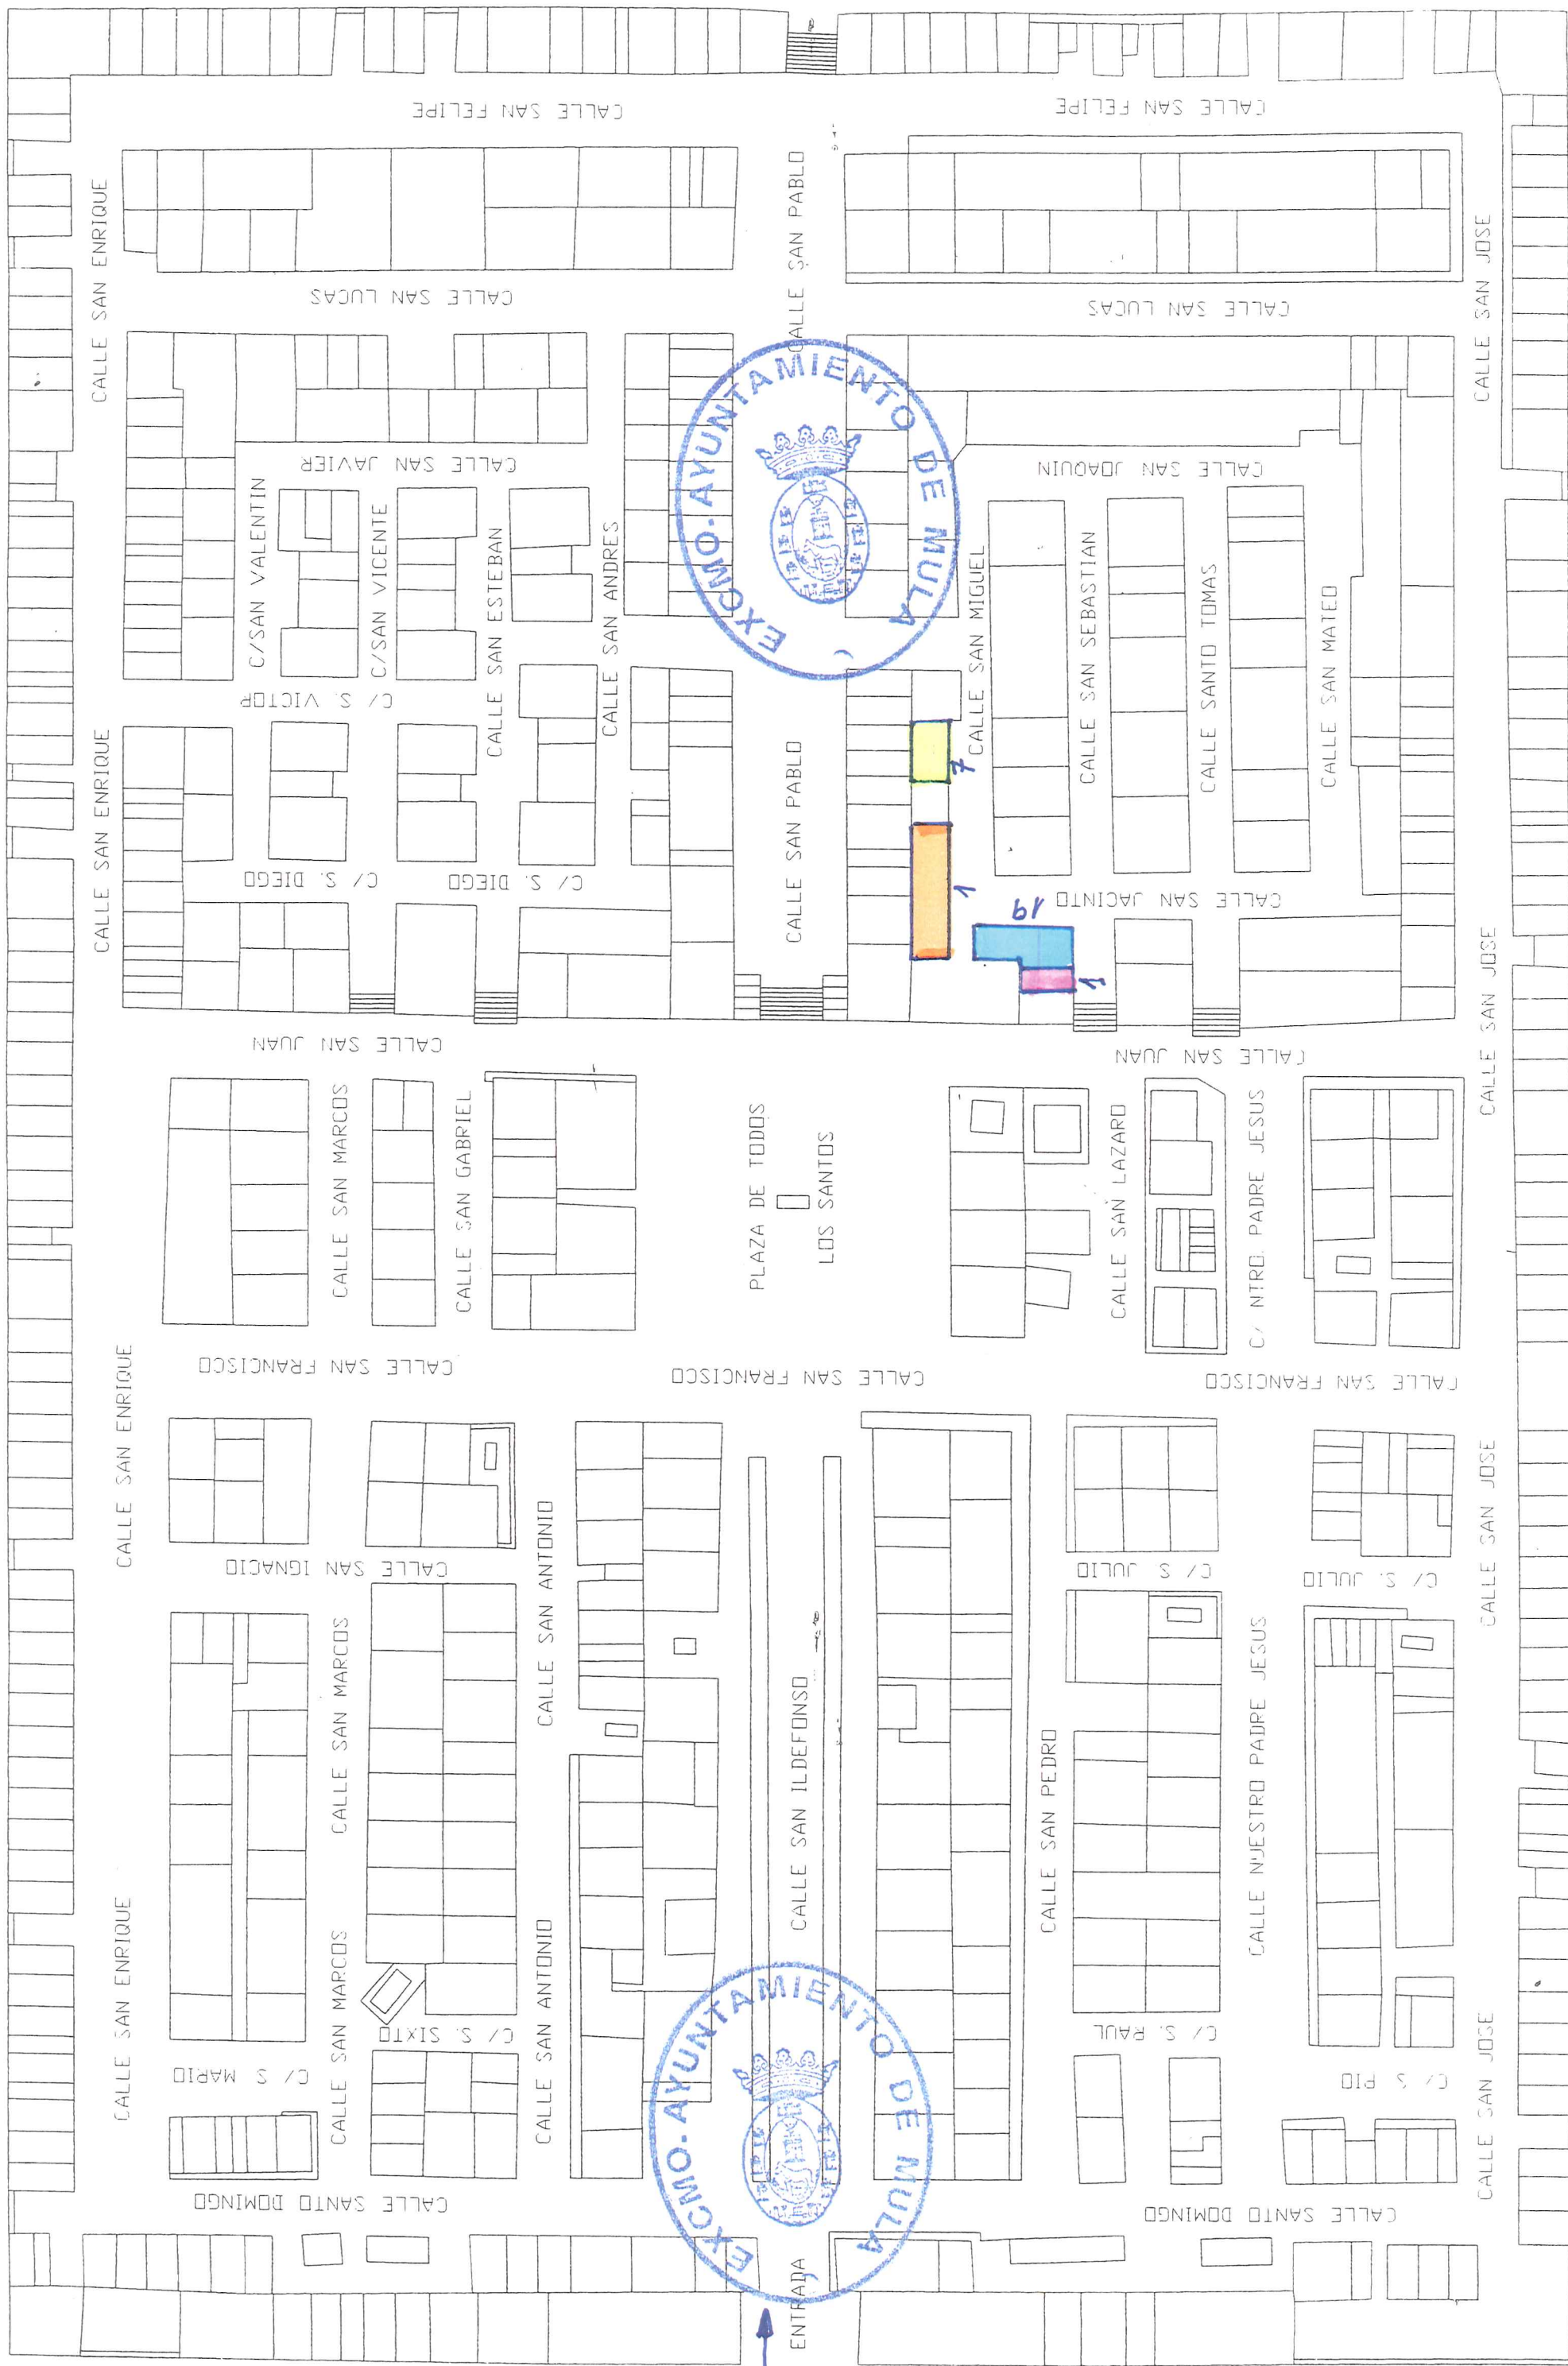 CALLE SAN FELIPE
CALLE SAN FELIPE
CALLE SAN ENRIQUE
CALLE SAN PABLO
CALLE SAN JOSE
CALLE SAN LUCAS
CALLE SAN LUCAS
CALLE SAN PABLO
EXCMO. AYUNTAMIENTO DE MULA
CALLE SAN JAVIER
CALLE SAN JOAQUIN
C/SAN VALENTIN
C/SAN VICENTE
CALLE SAN ESTEBAN
CALLE SAN ANDRES
CALLE SAN MIGUEL
CALLE SAN SEBASTIAN
CALLE SANTO TOMAS
CALLE SAN MATEO
C/ S. VICTOR
CALLE SAN ENRIQUE
CALLE SAN PABLO
7
1
19
1
C/ S. DIEGO
C/ S. DIEGO
CALLE SAN JACINTO
CALLE SAN JOSE
CALLE SAN JUAN
CALLE SAN JUAN
CALLE SAN MARCOS
CALLE SAN GABRIEL
PLAZA DE TODOS
LOS SANTOS
CALLE SAN LAZARO
C/ NTRO. PADRE JESUS
CALLE SAN FRANCISCO
CALLE SAN FRANCISCO
CALLE SAN FRANCISCO
CALLE SAN ENRIQUE
CALLE SAN JOSE
CALLE SAN IGNACIO
CALLE SAN ANTONIO
C/ S. JULIO
C/ S. JULIO
CALLE SAN MARCOS
CALLE SAN ILDEFONSO
CALLE SAN PEDRO
CALLE NUESTRO PADRE JESUS
CALLE SAN ENRIQUE
CALLE SAN MARCOS
CALLE SAN ANTONIO
C/ S MARIO
C/ S. SIXTO
C/ S. RAUL
C/ S PIO
CALLE SAN JOSE
EXCMO. AYUNTAMIENTO DE MULA
CALLE SANTO DOMINGO
CALLE SANTO DOMINGO
ENTRADA